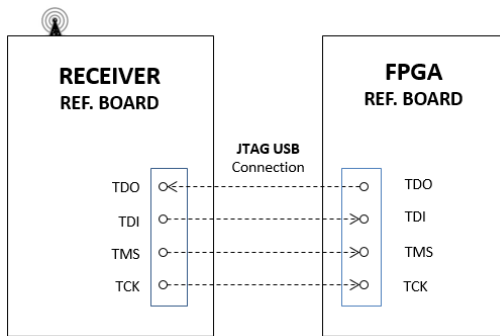 RECEIVER
REF. BOARD
FPGA
REF. BOARD
JTAG USB
Connection
TDO
TDO
TDI
TDI
TMS
TMS
TCK
TCK